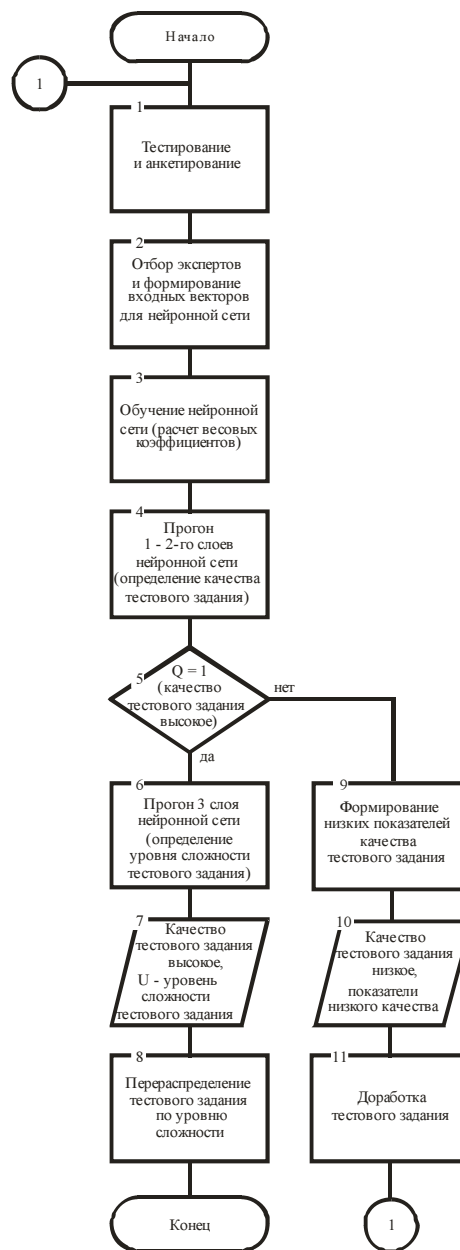 Начало
1
1
Тестирование
и анкетирование
2
Отбор экспертов
и формирование
входных векторов
для нейронной сети
3
Обучение нейронной
сети (расчет весовых
коэффициентов)
4
Прогон
1 - 2-го слоев
нейронной сети
(определение качества
тестового задания)
5
Q = 1
(качество
тестового задания
высокое)
нет
да
6
Прогон 3 слоя
нейронной сети
(определение
уровня сложности
тестового задания)
7
Качество
тестового задания
высокое,
U - уровень
сложности
тестового задания
8
Перераспределение
тестового задания
по уровню
сложности
Конец
9
Формирование
низких показателей
качества
тестового задания
10
Качество
тестового задания
низкое,
показатели
низкого качества
11
Доработка
тестового задания
1